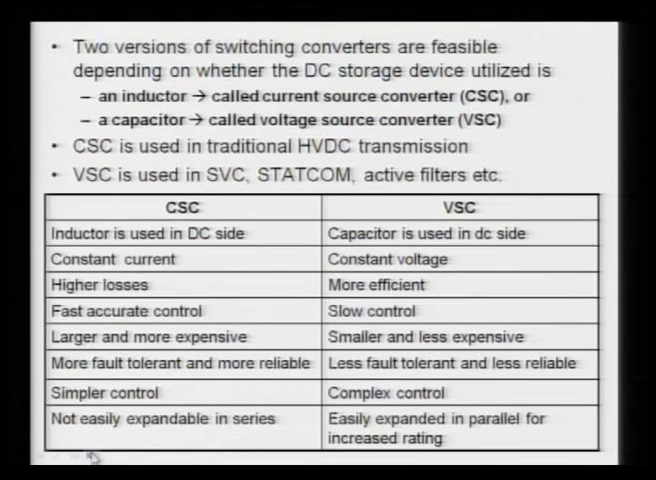 • Two versions of switching converters are feasible
depending on whether the DC storage device utilized is
– an inductor → called current source converter (CSC), or
– a capacitor → called voltage source converter (VSC)
• CSC is used in traditional HVDC transmission
• VSC is used in SVC, STATCOM, active filters etc.
CSC VSC
Inductor is used in DC side Capacitor is used in dc side
Constant current Constant voltage
Higher losses More efficient
Fast accurate control Slow control
Larger and more expensive Smaller and less expensive
More fault tolerant and more reliable Less fault tolerant and less reliable
Simpler control Complex control
Not easily expandable in series Easily expanded in parallel for
increased rating